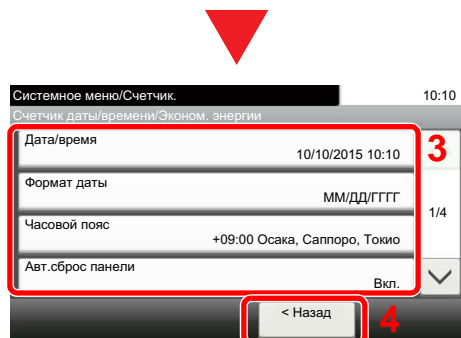 Системное меню/Счетчик.
10:10
Счетчик даты/времени/Эконом. энергии
Дата/время
10/10/2015 10:10
3
Формат даты
ММ/ДД/ГГГГ
1/4
Часовой пояс
+09:00 Осака, Саппоро, Токио
Авт.сброс панели
Вкл.
< Назад
4